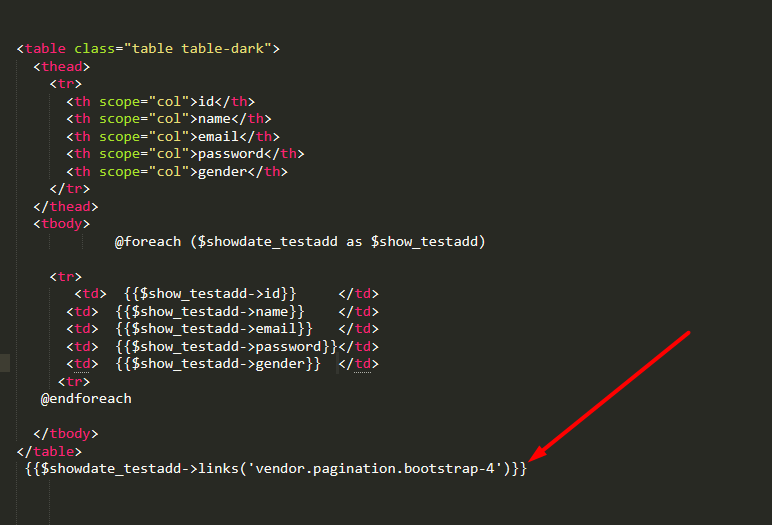 <table class="table table-dark">
<thead>
<tr>
<th scope="col">id</th>
<th scope="col">name</th>
<th scope="col">email</th>
<th scope="col">password</th>
<th scope="col">gender</th>
</tr>
</thead>
<tbody>
@foreach ($showdate_testadd as $show_testadd)
<tr>
<td>  {{$show_testadd->id}}     </td>
<td>  {{$show_testadd->name}}    </td>
<td>  {{$show_testadd->email}}   </td>
<td>  {{$show_testadd->password}}</td>
<td>  {{$show_testadd->gender}}  </td>
<tr>
@endforeach
</tbody>
</table>
{{$showdate_testadd->links('vendor.pagination.bootstrap-4')}}